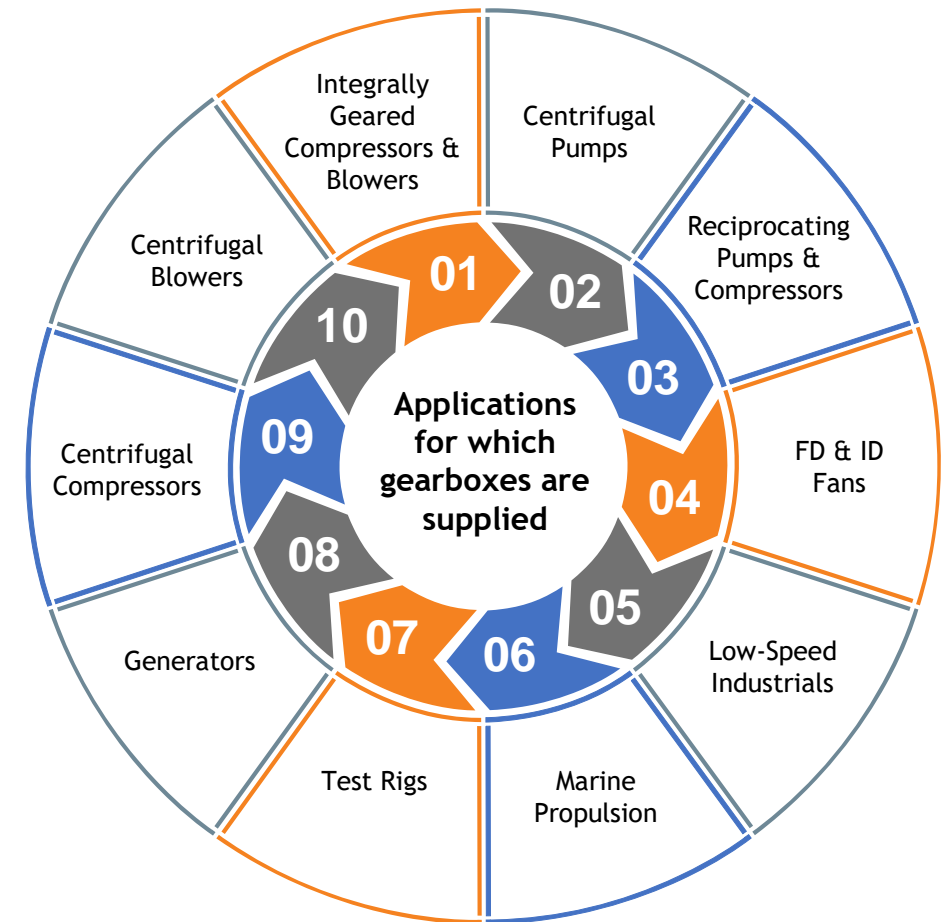 Applications
for which
gearboxes are
supplied
01
Integrally
Geared
Compressors &
Blowers
02
Centrifugal
Pumps
03
Reciprocating
Pumps &
Compressors
04
FD & ID
Fans
05
Low-Speed
Industrials
06
Marine
Propulsion
07
Test Rigs
08
Generators
09
Centrifugal
Compressors
10
Centrifugal
Blowers